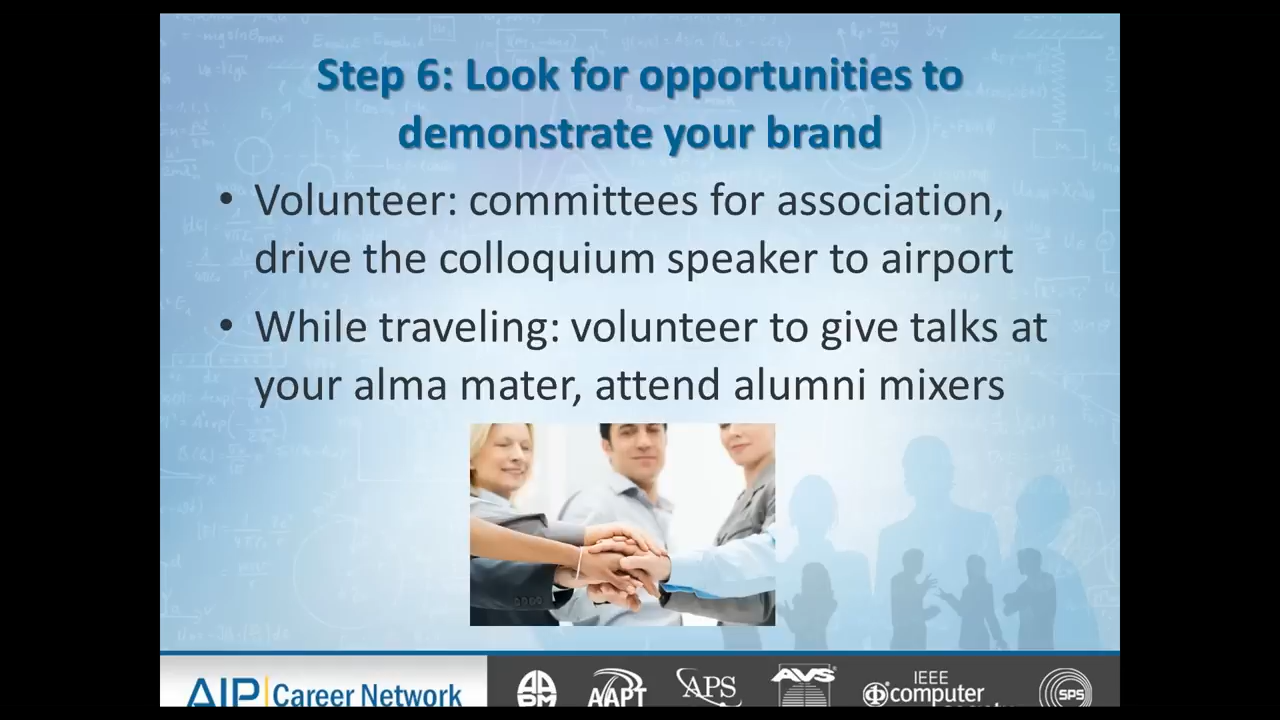 Step 6: Look for opportunities to
demonstrate your brand
• Volunteer: committees for association,
drive the colloquium speaker to airport
• While traveling: volunteer to give talks at
your alma mater, attend alumni mixers
AIP | Career Network
AAPT
APS
AVS
IEEE
computer
society
SPS